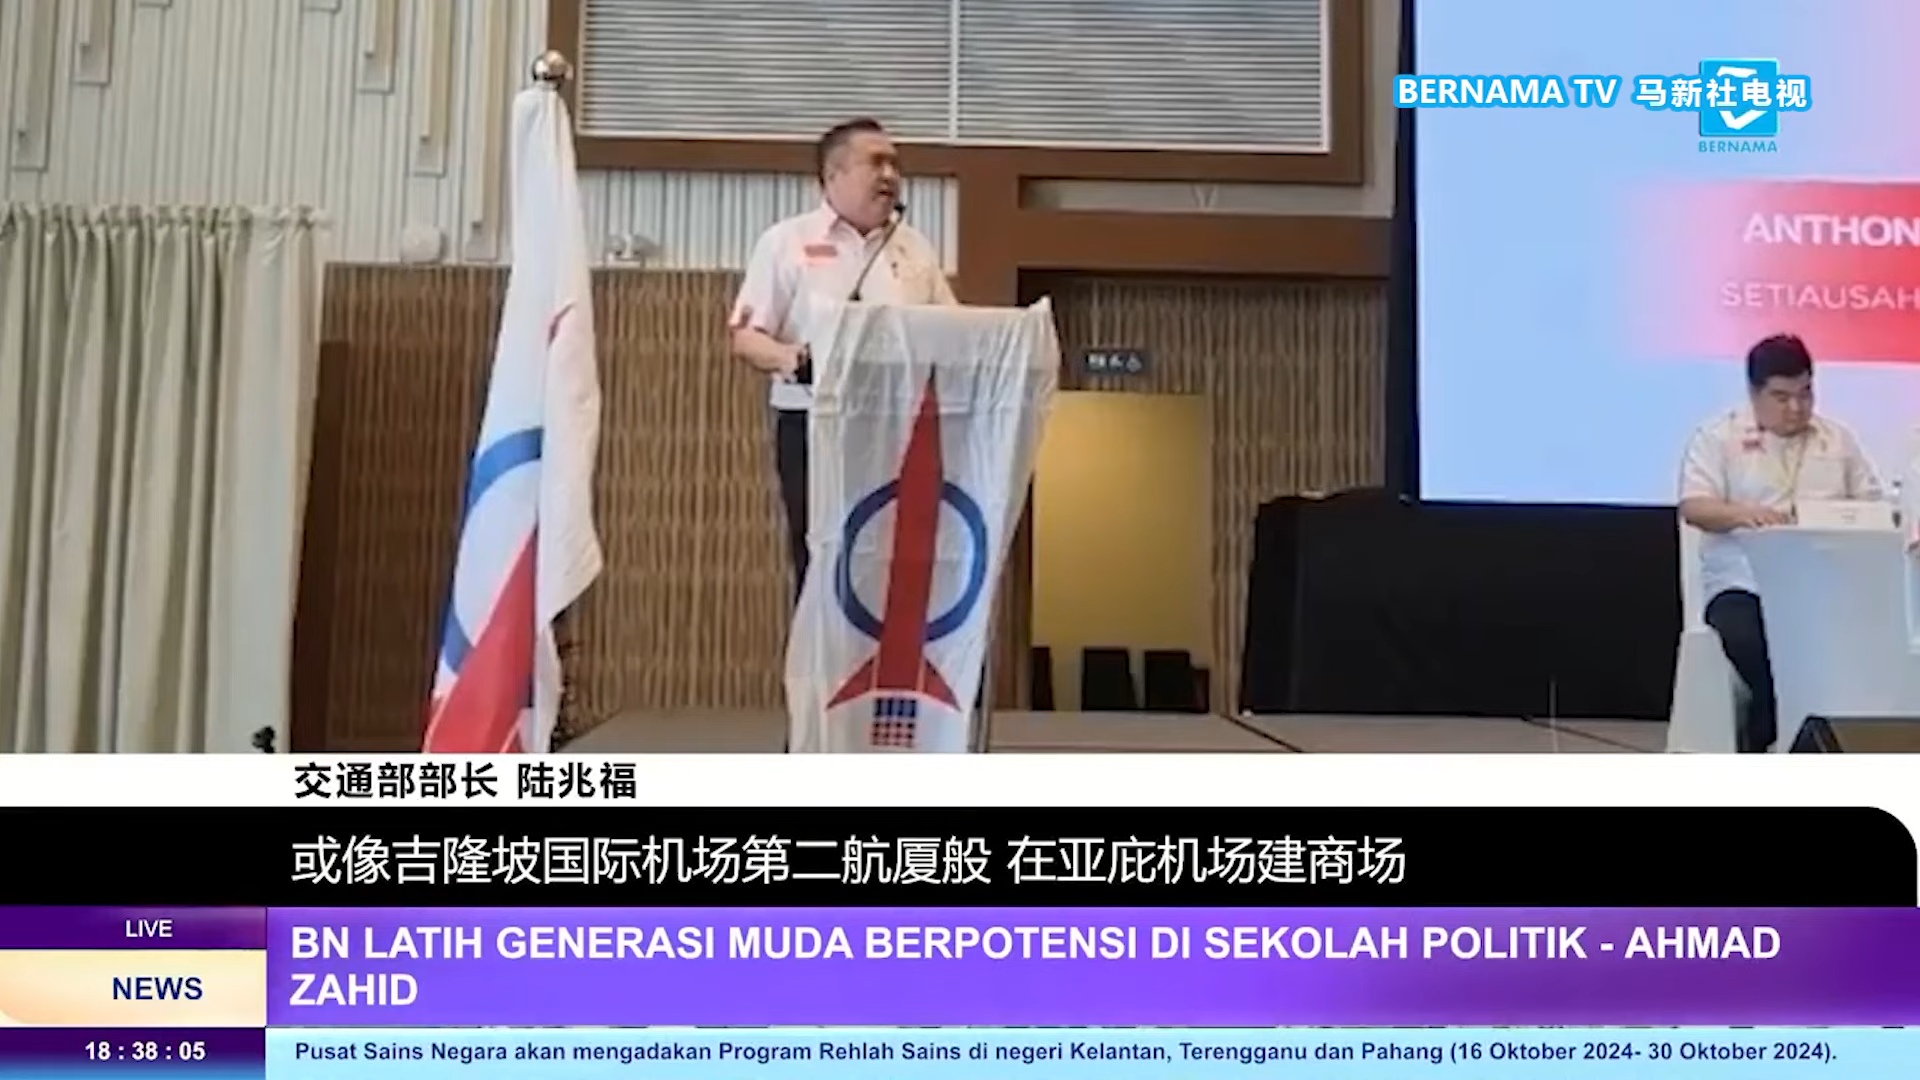 BERNAMA TV 马新社电视
BERNAMA
ANTHON
SETIAUSAH
交通部部长 陆兆福
或像吉隆坡国际机场第二航厦般 在亚庇机场建商场
LIVE
NEWS
BN LATIH GENERASI MUDA BERPOTENSI DI SEKOLAH POLITIK - AHMAD
ZAHID
18 : 38 : 05
Pusat Sains Negara akan mengadakan Program Rehlah Sains di negeri Kelantan, Terengganu dan Pahang (16 Oktober 2024- 30 Oktober 2024).